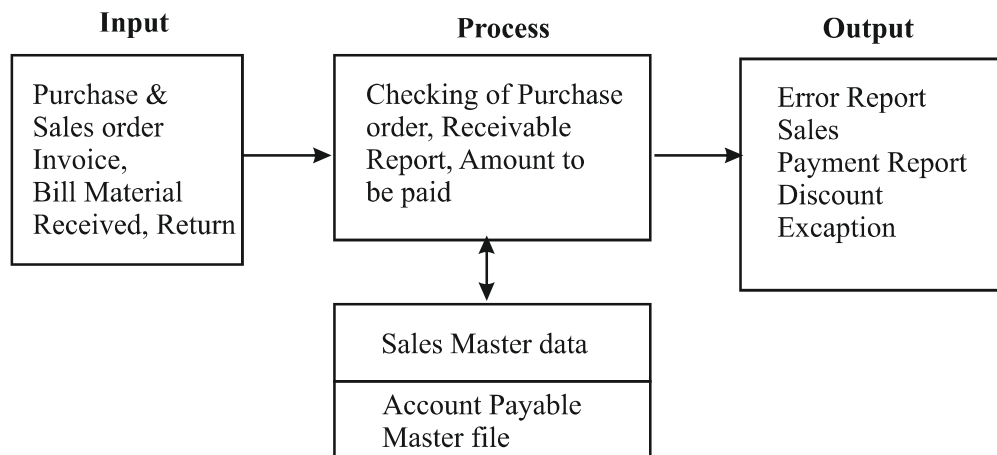 Input
Purchase &
Sales order
Invoice,
Bill Material
Received, Return
Process
Checking of Purchase
order, Receivable
Report, Amount to
be paid
Output
Error Report
Sales
Payment Report
Discount
Excaption
Sales Master data
Account Payable
Master file